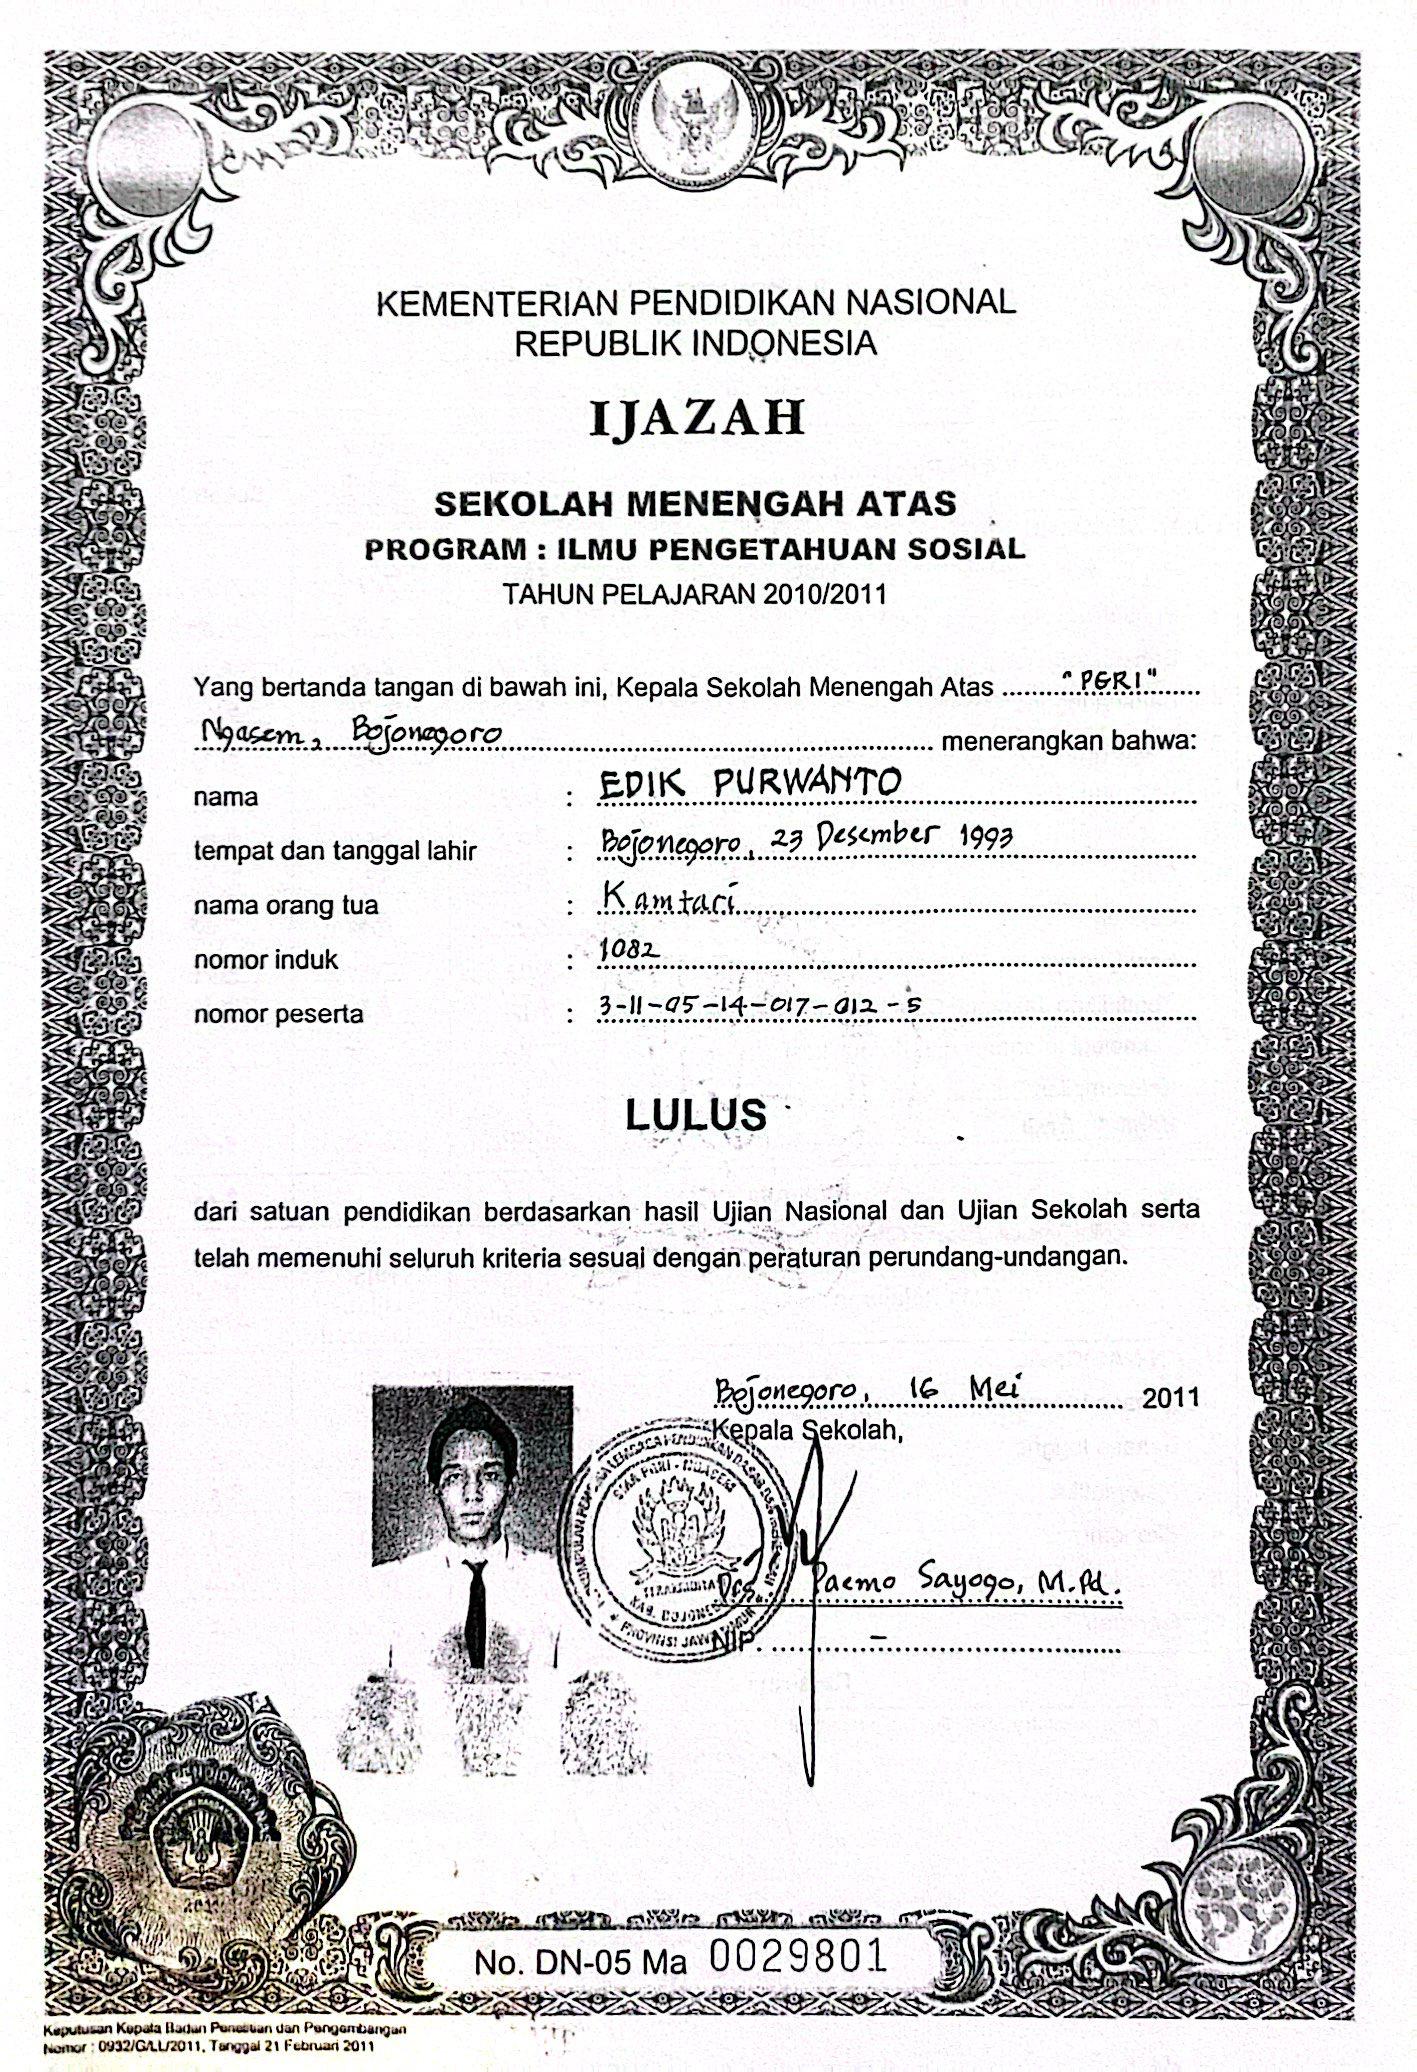 KEMENTERIAN PENDIDIKAN NASIONAL
REPUBLIK INDONESIA
IJAZAH
SEKOLAH MENENGAH ATAS
PROGRAM : ILMU PENGETAHUAN SOSIAL
TAHUN PELAJARAN 2010/2011
Yang bertanda tangan di bawah ini, Kepala Sekolah Menengah Atas "PGRI"
Ngasem, Bojonegoro menerangkan bahwa:
nama : EDIK PURWANTO
tempat dan tanggal lahir : Bojonegoro, 23 Desember 1993
nama orang tua : Kamtari
nomor induk : 1082
nomor peserta : 3-11-05-14-017-012-5
LULUS
dari satuan pendidikan berdasarkan hasil Ujian Nasional dan Ujian Sekolah serta
telah memenuhi seluruh kriteria sesuai dengan peraturan perundang-undangan.
Bojonegoro, 16 Mei 2011
Kepala Sekolah,
SMA PGRI - NGASEM
KAB. BOJONEGORO
PROVINSI JAWA TIMUR
Drs. Paemo Sayogo, M.Pd.
NIP. -
No. DN-05 Ma 0029801
Keputusan Kepala Badan Penelitian dan Pengembangan
Nomor : 0932/G/LL/2011, Tanggal 21 Februari 2011